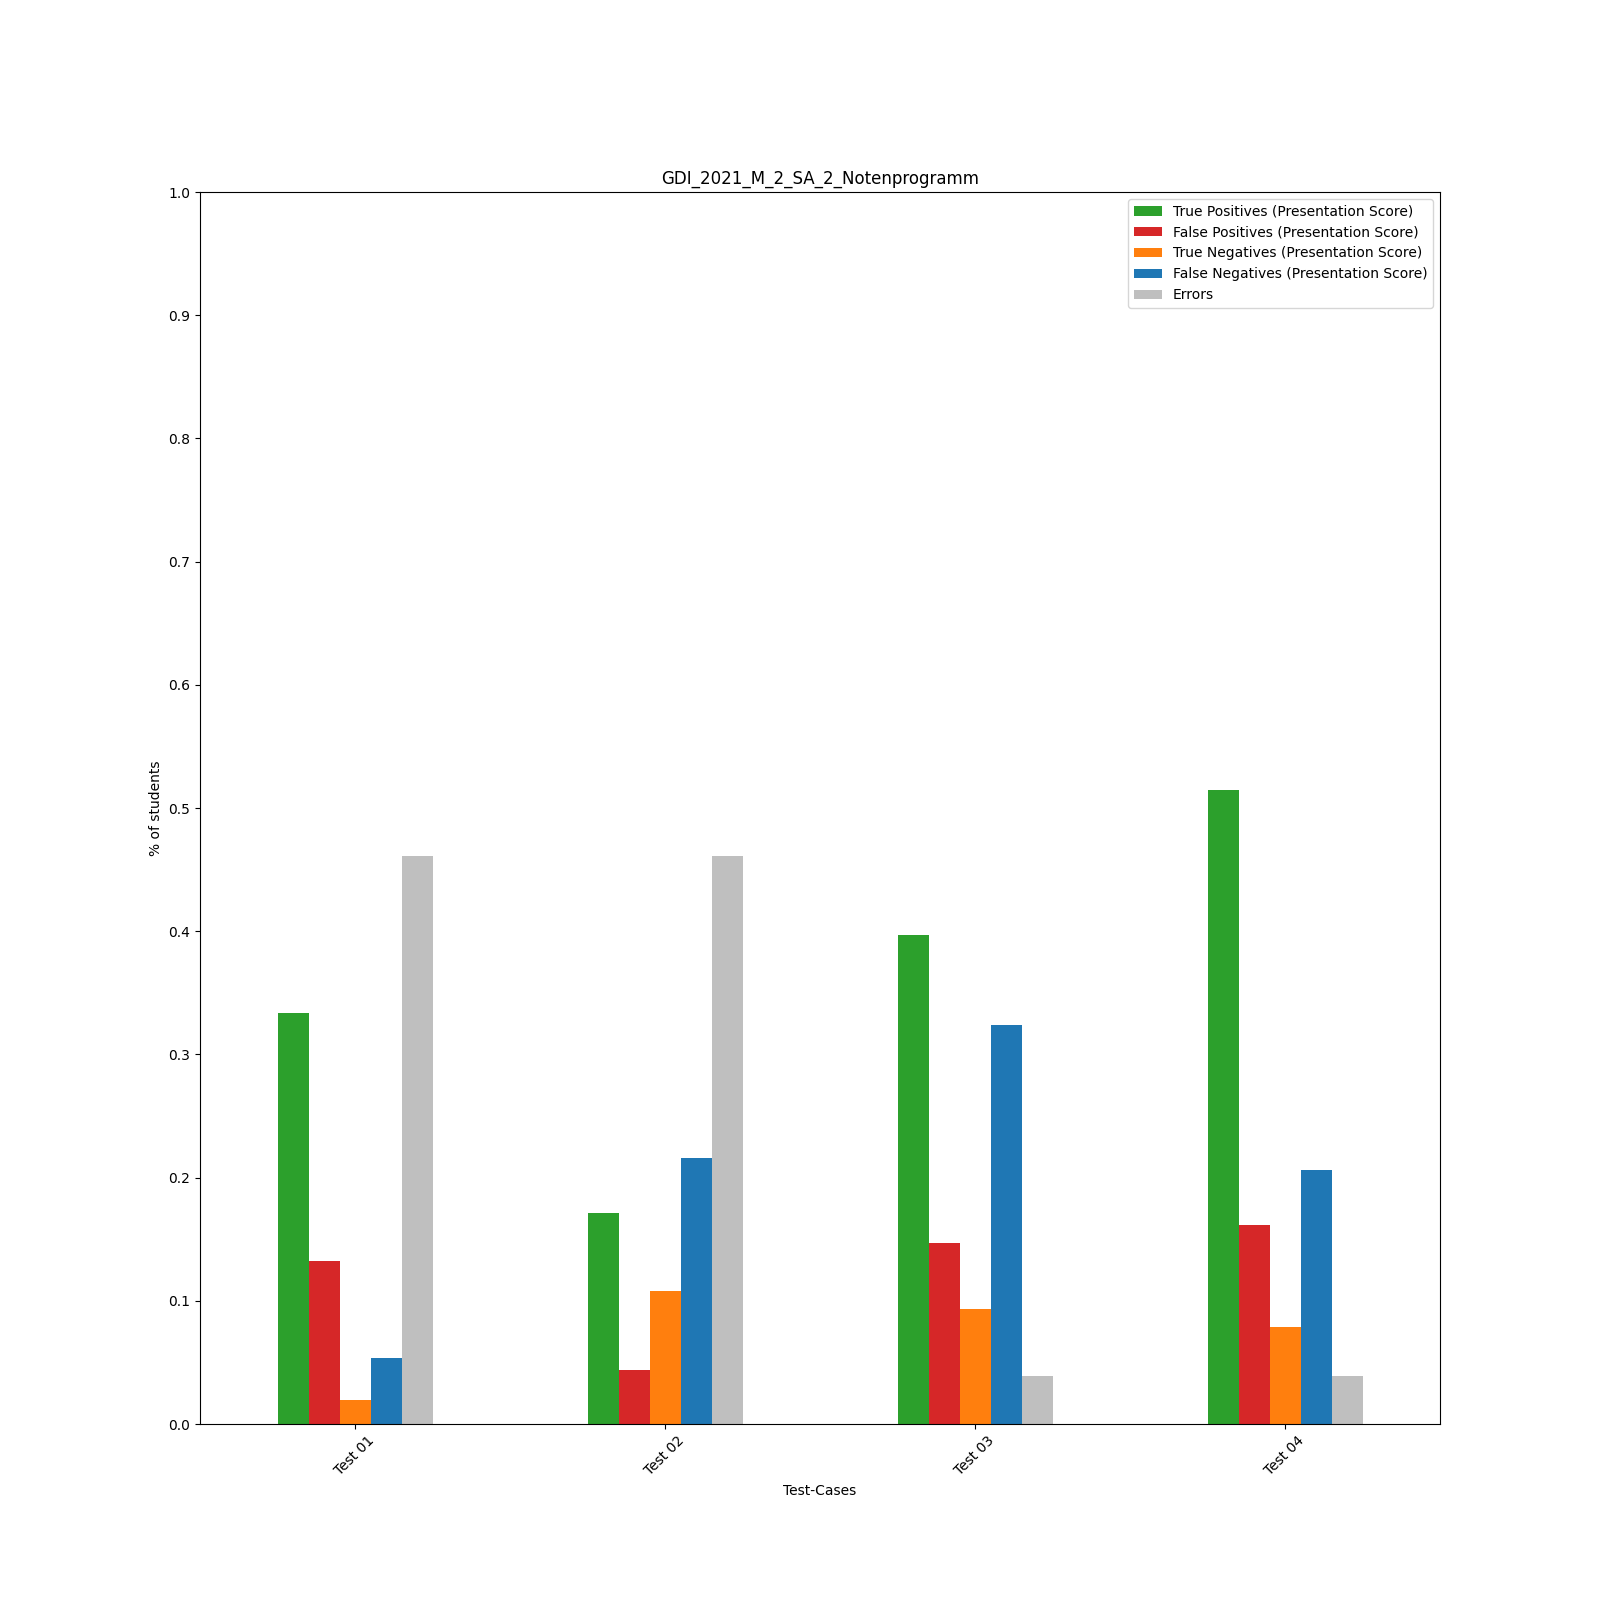 GDI_2021_M_2_SA_2_Notenprogramm
True Positives (Presentation Score)
False Positives (Presentation Score)
True Negatives (Presentation Score)
False Negatives (Presentation Score)
Errors
% of students
1.0
0.9
0.8
0.7
0.6
0.5
0.4
0.3
0.2
0.1
0.0
Test 01
Test 02
Test 03
Test 04
Test-Cases